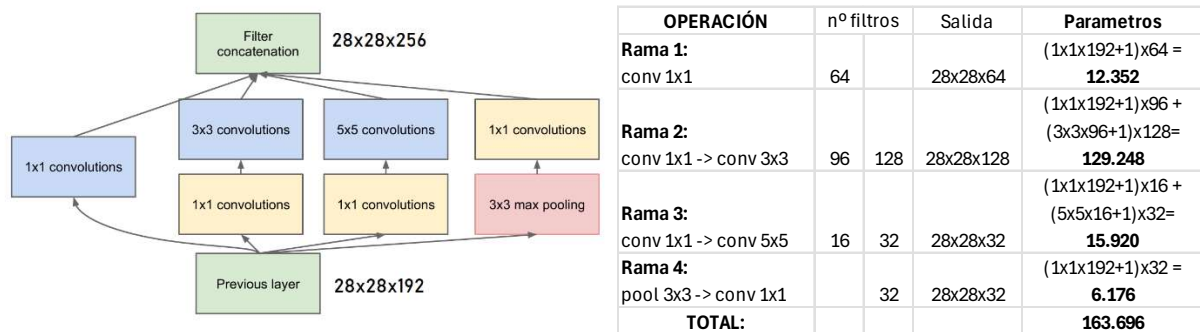 Filter
concatenation
28x28x256
3x3 convolutions
5x5 convolutions
1x1 convolutions
1x1 convolutions
1x1 convolutions
1x1 convolutions
3x3 max pooling
Previous layer
28x28x192
OPERACIÓN nº filtros Salida Parametros
Rama 1: (1x1x192+1)x64 =
conv 1x1 64 28x28x64 12.352
(1x1x192+1)x96 +
Rama 2: (3x3x96+1)x128=
conv 1x1 -> conv 3x3 96 128 28x28x128 129.248
(1x1x192+1)x16 +
Rama 3: (5x5x16+1)x32=
conv 1x1 -> conv 5x5 16 32 28x28x32 15.920
Rama 4: (1x1x192+1)x32 =
pool 3x3 -> conv 1x1 32 28x28x32 6.176
TOTAL: 163.696